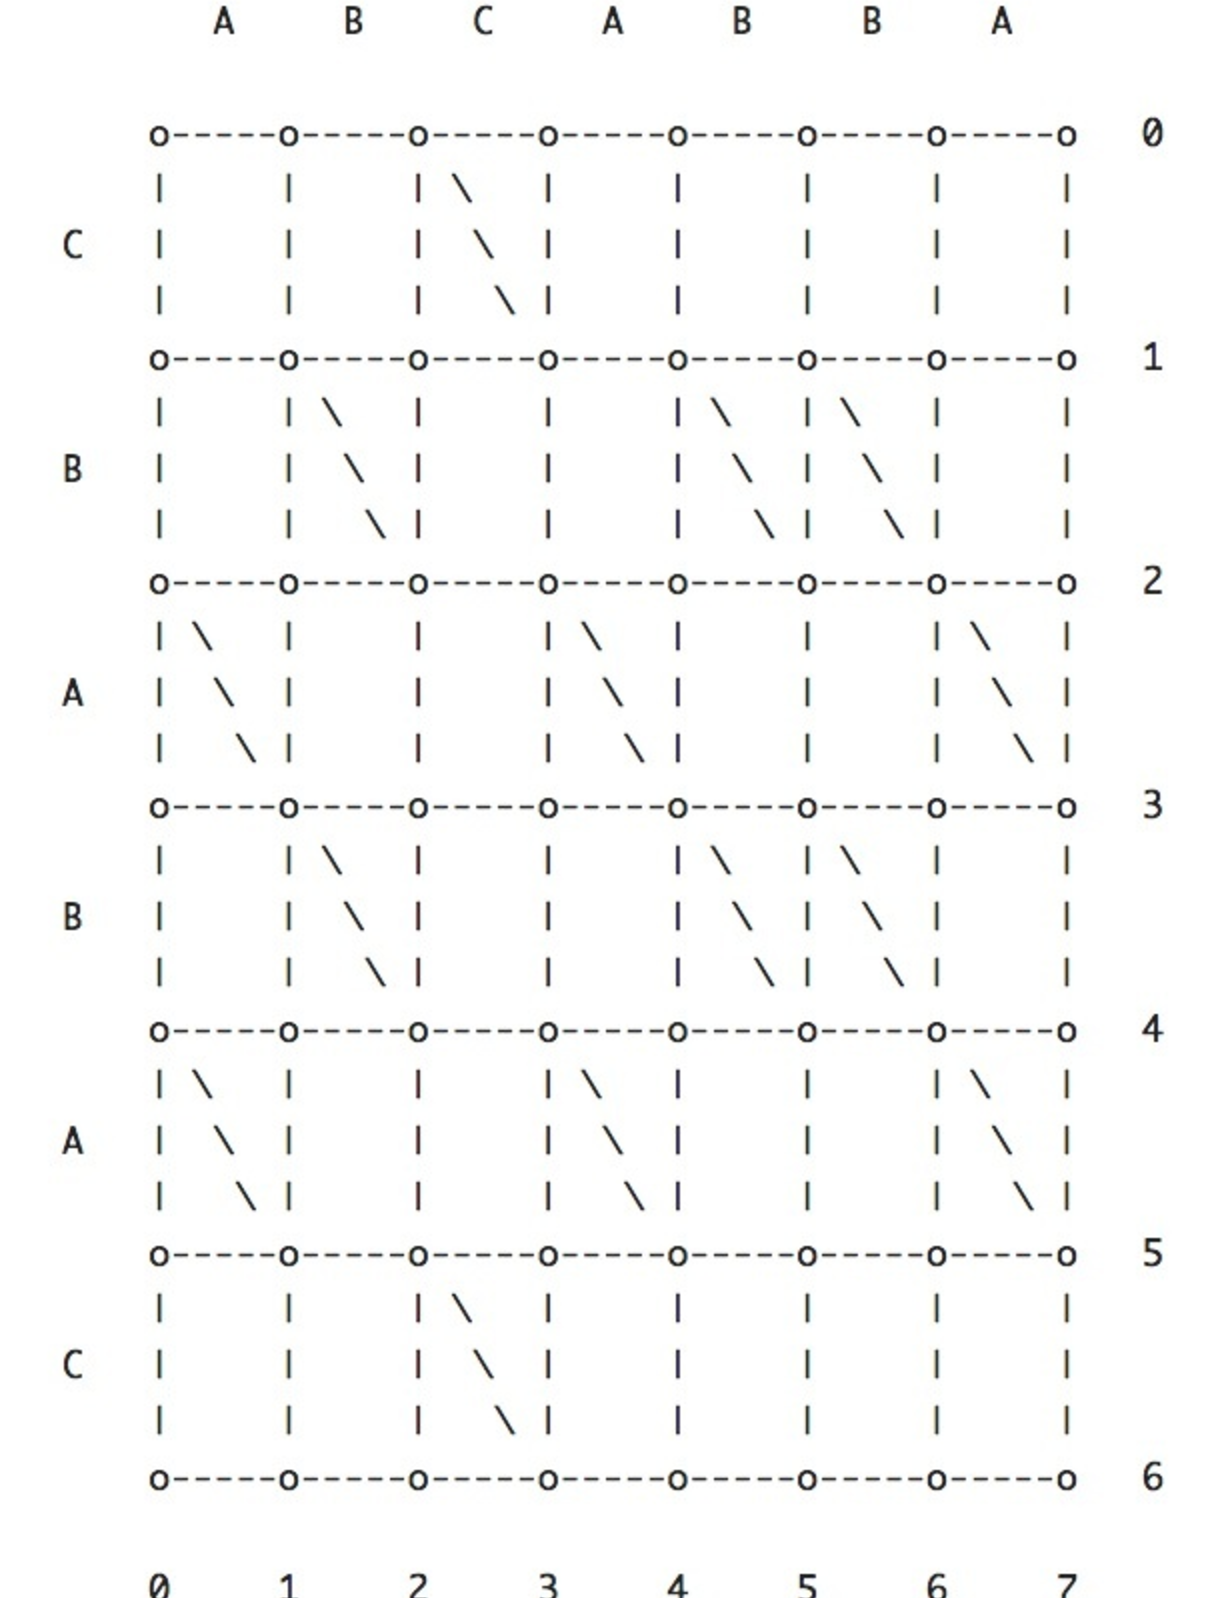 A B C A B B A
o-----o-----o-----o-----o-----o-----o-----o 0
| | | \ | | | | |
C | | | \ | | | | |
| | | \ | | | | |
o-----o-----o-----o-----o-----o-----o-----o 1
| | \ | | | \ | \ | |
B | | \ | | | \ | \ | |
| | \ | | | \ | \ | |
o-----o-----o-----o-----o-----o-----o-----o 2
| \ | | | \ | | | \ |
A | \ | | | \ | | | \ |
| \ | | | \ | | | \ |
o-----o-----o-----o-----o-----o-----o-----o 3
| | \ | | | \ | \ | |
B | | \ | | | \ | \ | |
| | \ | | | \ | \ | |
o-----o-----o-----o-----o-----o-----o-----o 4
| \ | | | \ | | | \ |
A | \ | | | \ | | | \ |
| \ | | | \ | | | \ |
o-----o-----o-----o-----o-----o-----o-----o 5
| | | \ | | | | |
C | | | \ | | | | |
| | | \ | | | | |
o-----o-----o-----o-----o-----o-----o-----o 6
0 1 2 3 4 5 6 7